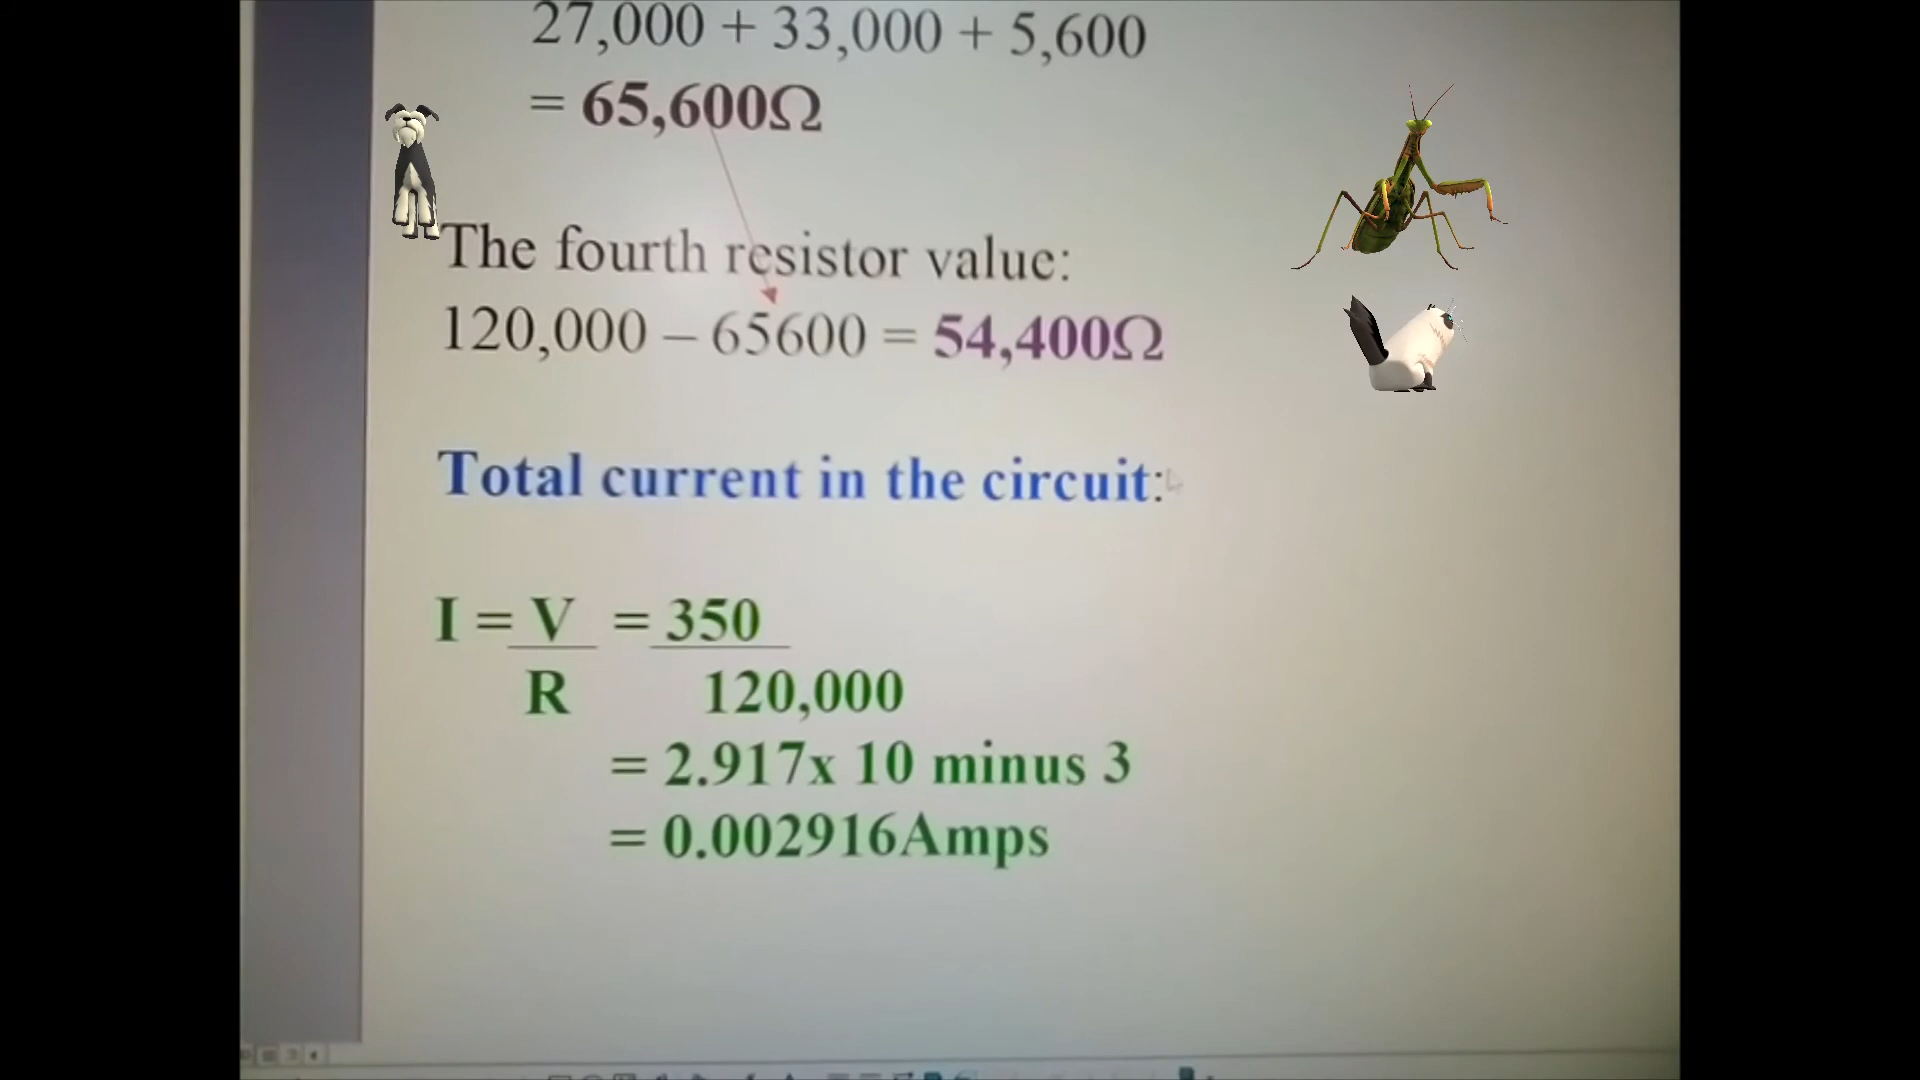 27,000 + 33,000 + 5,600
= 65,600Ω
The fourth resistor value:
120,000 – 65600 = 54,400Ω
Total current in the circuit:
I = V = 350
R 120,000
= 2.917x 10 minus 3
= 0.002916Amps